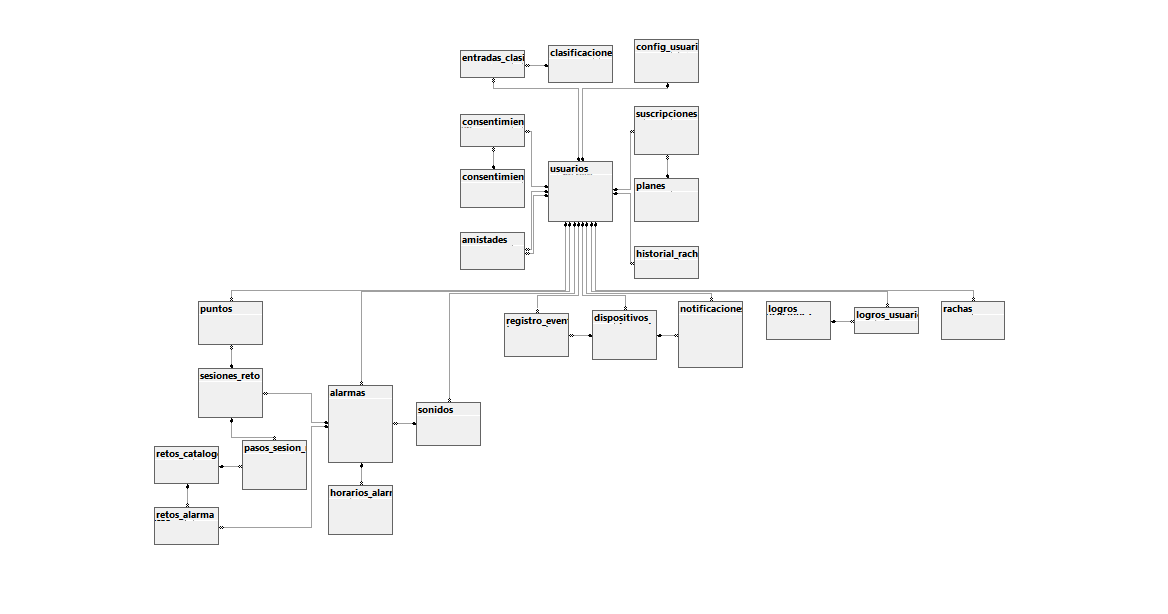 config_usuari
clasificacione
entradas_clasi
suscripciones
consentimien
usuarios
consentimien
planes
amistades
historial_rach
puntos
logros
rachas
notificacione
logros_usuari
dispositivos
registro_even
sesiones_reto
alarmas
sonidos
pasos_sesion_
retos_catalog
horarios_alarr
retos_alarma